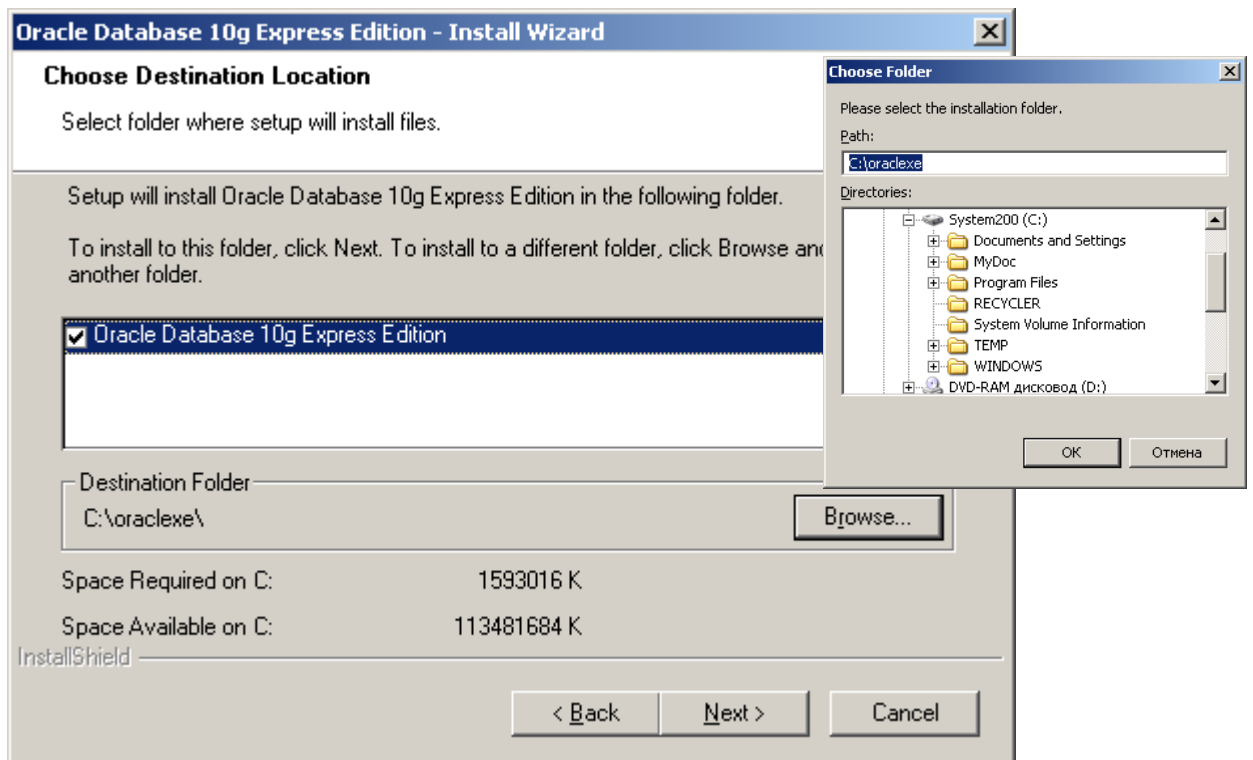 Oracle Database 10g Express Edition - Install Wizard
Choose Destination Location
Select folder where setup will install files.
Setup will install Oracle Database 10g Express Edition in the following folder.
To install to this folder, click Next. To install to a different folder, click Browse and
another folder.
Oracle Database 10g Express Edition
Destination Folder
C:\oraclexe\
Browse...
Space Required on C:
1593016 K
Space Available on C:
113481684 K
InstallShield
< Back
Next >
Cancel
Choose Folder
Please select the installation folder.
Path:
C:\oraclexe
Directories:
System200 (C:)
Documents and Settings
MyDoc
Program Files
RECYCLER
System Volume Information
TEMP
WINDOWS
DVD-RAM дисковод (D:)
OK
Отмена